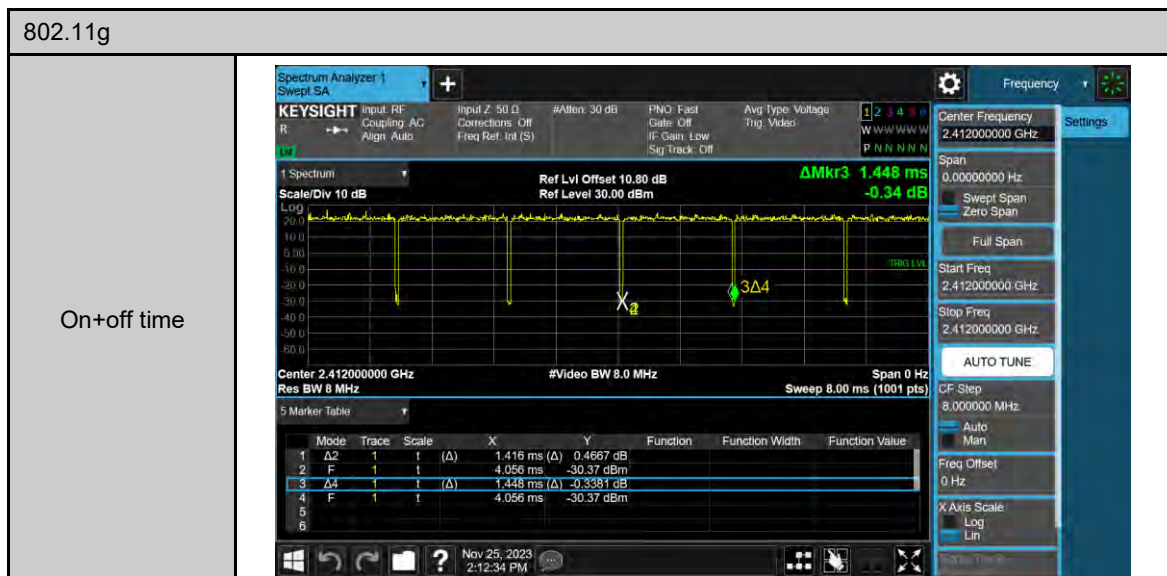 802.11g
On+off time
Spectrum Analyzer 1
Swept SA
Frequency
KEYSIGHT
R
Input: RF
Coupling: AC
Align: Auto
Input Z: 50 Ω
Corrections: Off
Freq Ref: Int (S)
#Atten: 30 dB
PNO: Fast
Gate: Off
IF Gain: Low
Sig Track: Off
Avg Type: Voltage
Trig: Video
1 2 3 4 5 6
W W W W W W
P N N N N N
1 Spectrum
Scale/Div 10 dB
Ref Lvl Offset 10.80 dB
Ref Level 30.00 dBm
ΔMkr3 1.448 ms
-0.34 dB
Log
20.0
10.0
0.00
-10.0
-20.0
-30.0
-40.0
-50.0
-60.0
TRIG LVL
3Δ4
Center 2.412000000 GHz
Res BW 8 MHz
#Video BW 8.0 MHz
Span 0 Hz
Sweep 8.00 ms (1001 pts)
5 Marker Table
Mode Trace Scale X Y Function Function Width Function Value
1 Δ2 1 t (Δ) 1.416 ms (Δ) 0.4667 dB
2 F 1 t 4.056 ms -30.37 dBm
3 Δ4 1 t (Δ) 1.448 ms (Δ) -0.3381 dB
4 F 1 t 4.056 ms -30.37 dBm
5
6
Nov 25, 2023
2:12:34 PM
Center Frequency
2.412000000 GHz
Settings
Span
0.00000000 Hz
Swept Span
Zero Span
Full Span
Start Freq
2.412000000 GHz
Stop Freq
2.412000000 GHz
AUTO TUNE
CF Step
8.000000 MHz
Auto
Man
Freq Offset
0 Hz
X Axis Scale
Log
Lin